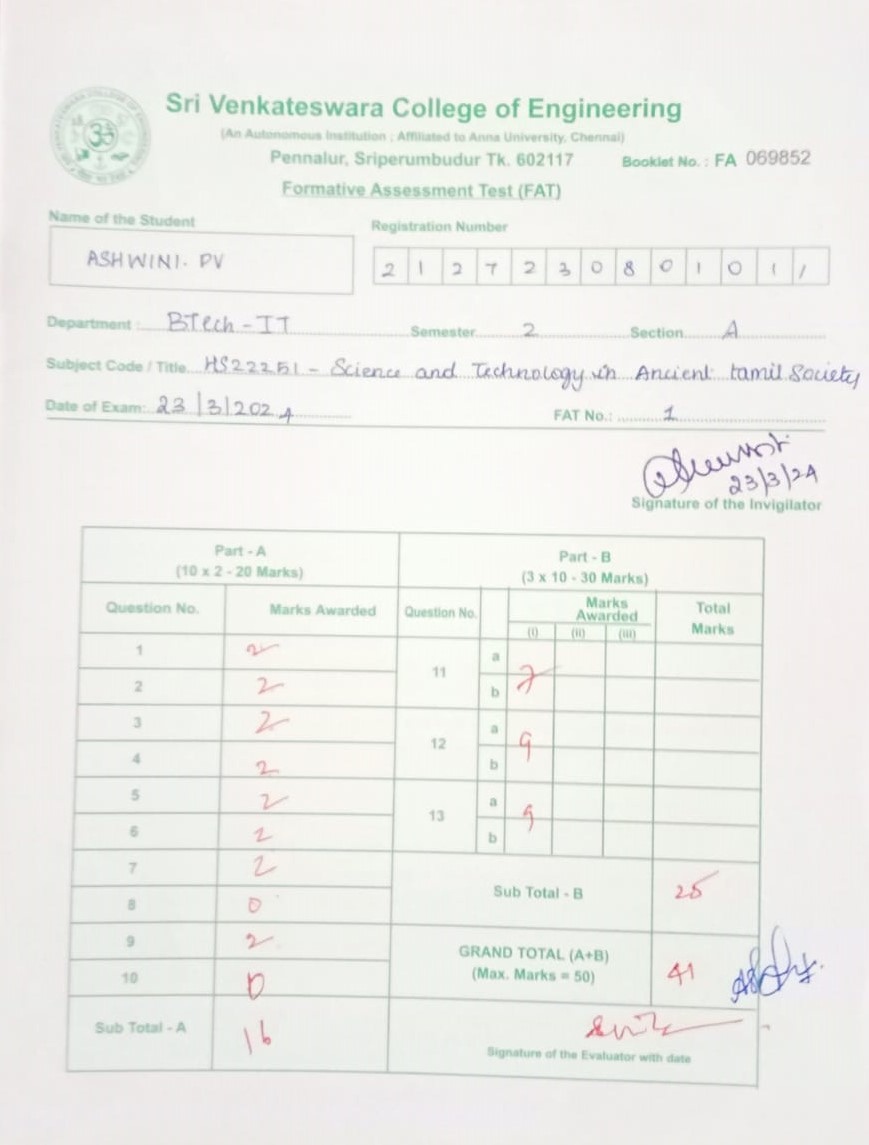 Sri Venkateswara College of Engineering
(An Autonomous Institution ; Affiliated to Anna University, Chennai)
Pennalur, Sriperumbudur Tk. 602117 Booklet No. : FA 069852
Formative Assessment Test (FAT)
Name of the Student Registration Number
ASHWINI. PV 2 1 2 7 2 3 0 8 0 1 0 1 /
Department : BTech - IT Semester 2 Section A
Subject Code / Title HS22251 - Science and Technology in Ancient tamil Society
Date of Exam: 23/3/2024 FAT No.: 1
23/3/24
Signature of the Invigilator
Part - A Part - B
(10 x 2 - 20 Marks) (3 x 10 - 30 Marks)
Question No. Marks Awarded Question No. Marks Awarded Total Marks
(i) (ii) (iii)
1 2
2 2
11 a b 7
3 2
4 2
12 a b 9
5 2
6 2
13 a b 9
7 2
8 0
Sub Total - B 25
9 2
10 0
GRAND TOTAL (A+B) 41
(Max. Marks = 50)
Sub Total - A 16
Signature of the Evaluator with date